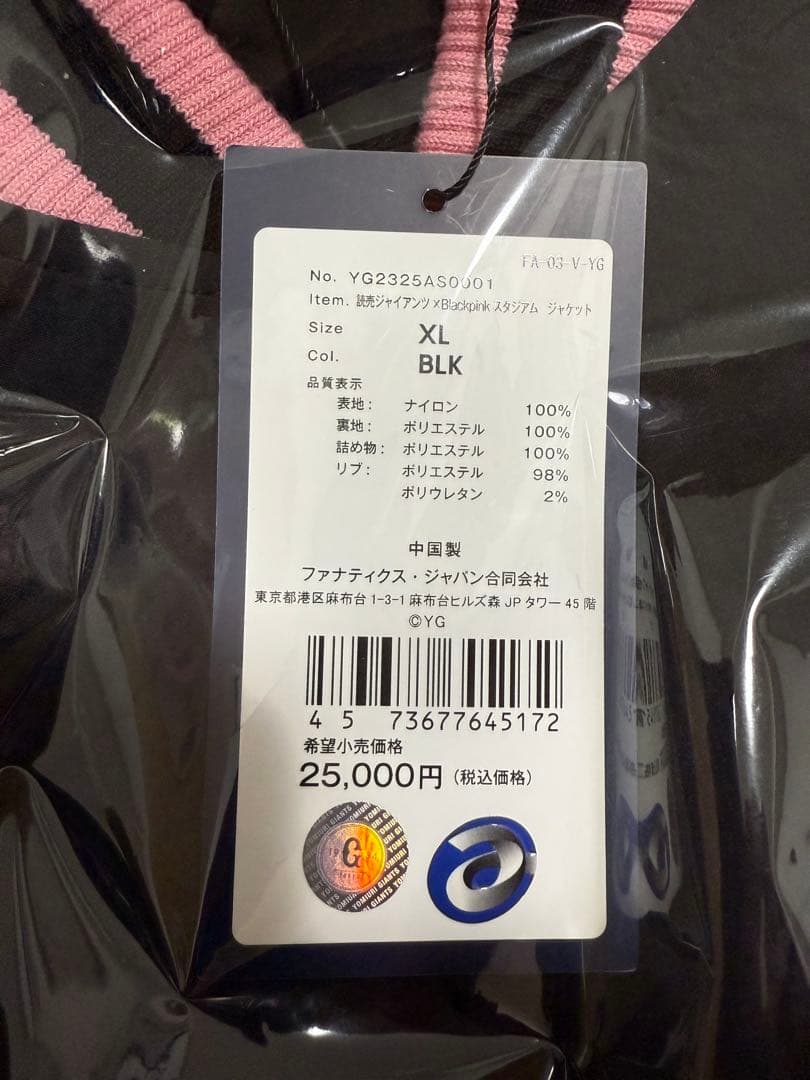 FA-03-V-YG
No. YG2325AS0001
Item. 読売ジャイアンツ×Blackpink スタジアム ジャケット
Size XL
Col. BLK
品質表示
表地: ナイロン 100%
裏地: ポリエステル 100%
詰め物: ポリエステル 100%
リブ: ポリエステル 98%
ポリウレタン 2%
中国製
ファナティクス・ジャパン合同会社
東京都港区麻布台 1-3-1 麻布台ヒルズ森 JP タワー 45 階
©YG
4 5 73677645172
希望小売価格
25,000円 (税込価格)
YOMIURI GIANTS
G